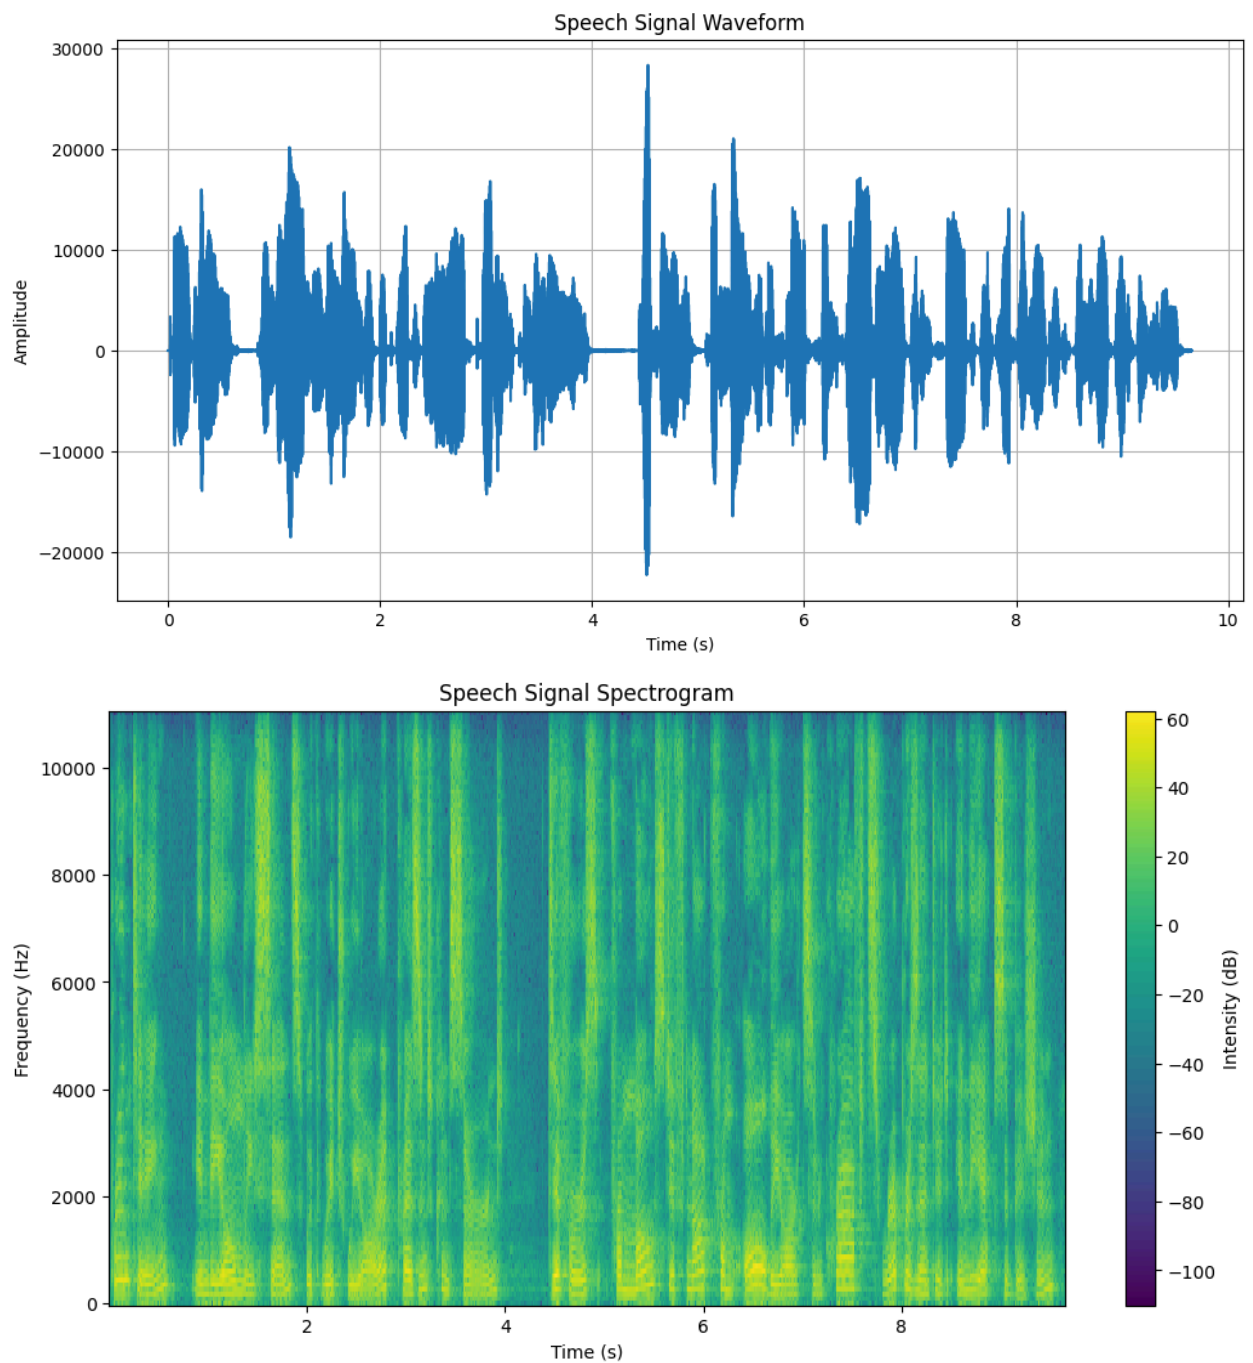 Speech Signal Waveform
30000
20000
10000
0
−10000
−20000
Amplitude
0 2 4 6 8 10
Time (s)
Speech Signal Spectrogram
10000
8000
6000
4000
2000
0
Frequency (Hz)
2 4 6 8
Time (s)
60
40
20
0
−20
−40
−60
−80
−100
Intensity (dB)